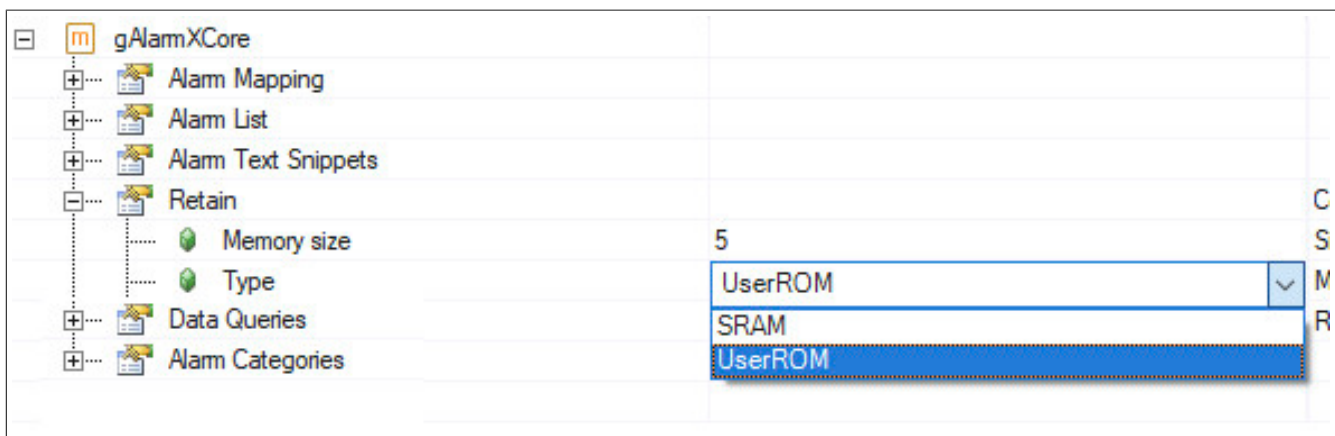 m gAlarmXCore
Alarm Mapping
Alarm List
Alarm Text Snippets
Retain
Memory size 5
Type UserROM
SRAM
Data Queries
UserROM
Alarm Categories